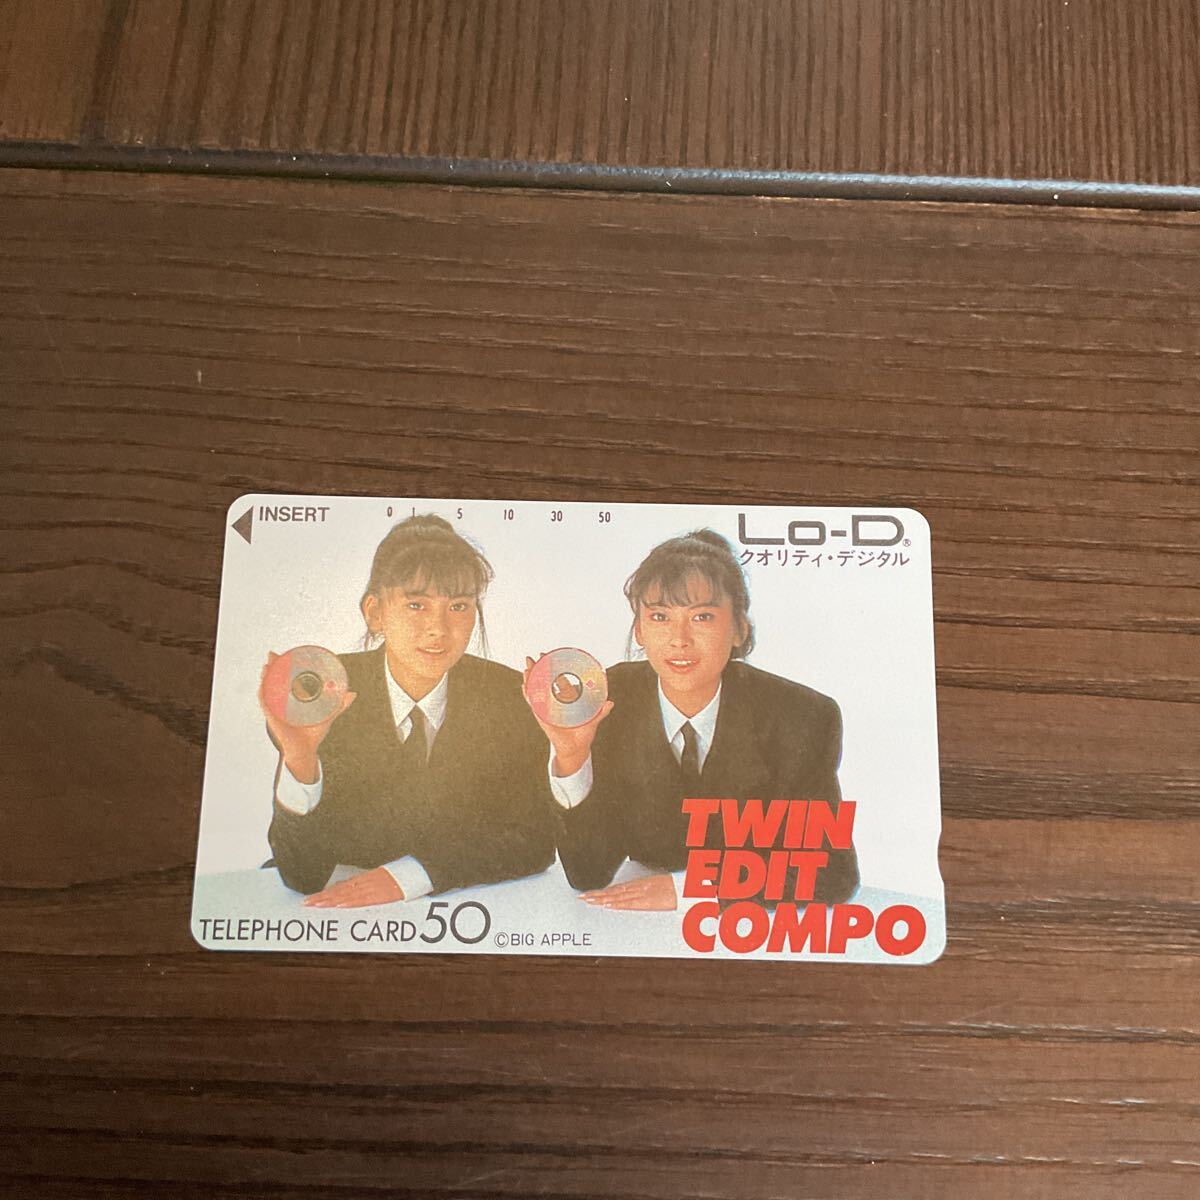 INSERT
0 1 5 10 30 50
Lo-D®
クオリティ・デジタル
TWIN
EDIT
COMPO
TELEPHONE CARD 50
©BIG APPLE